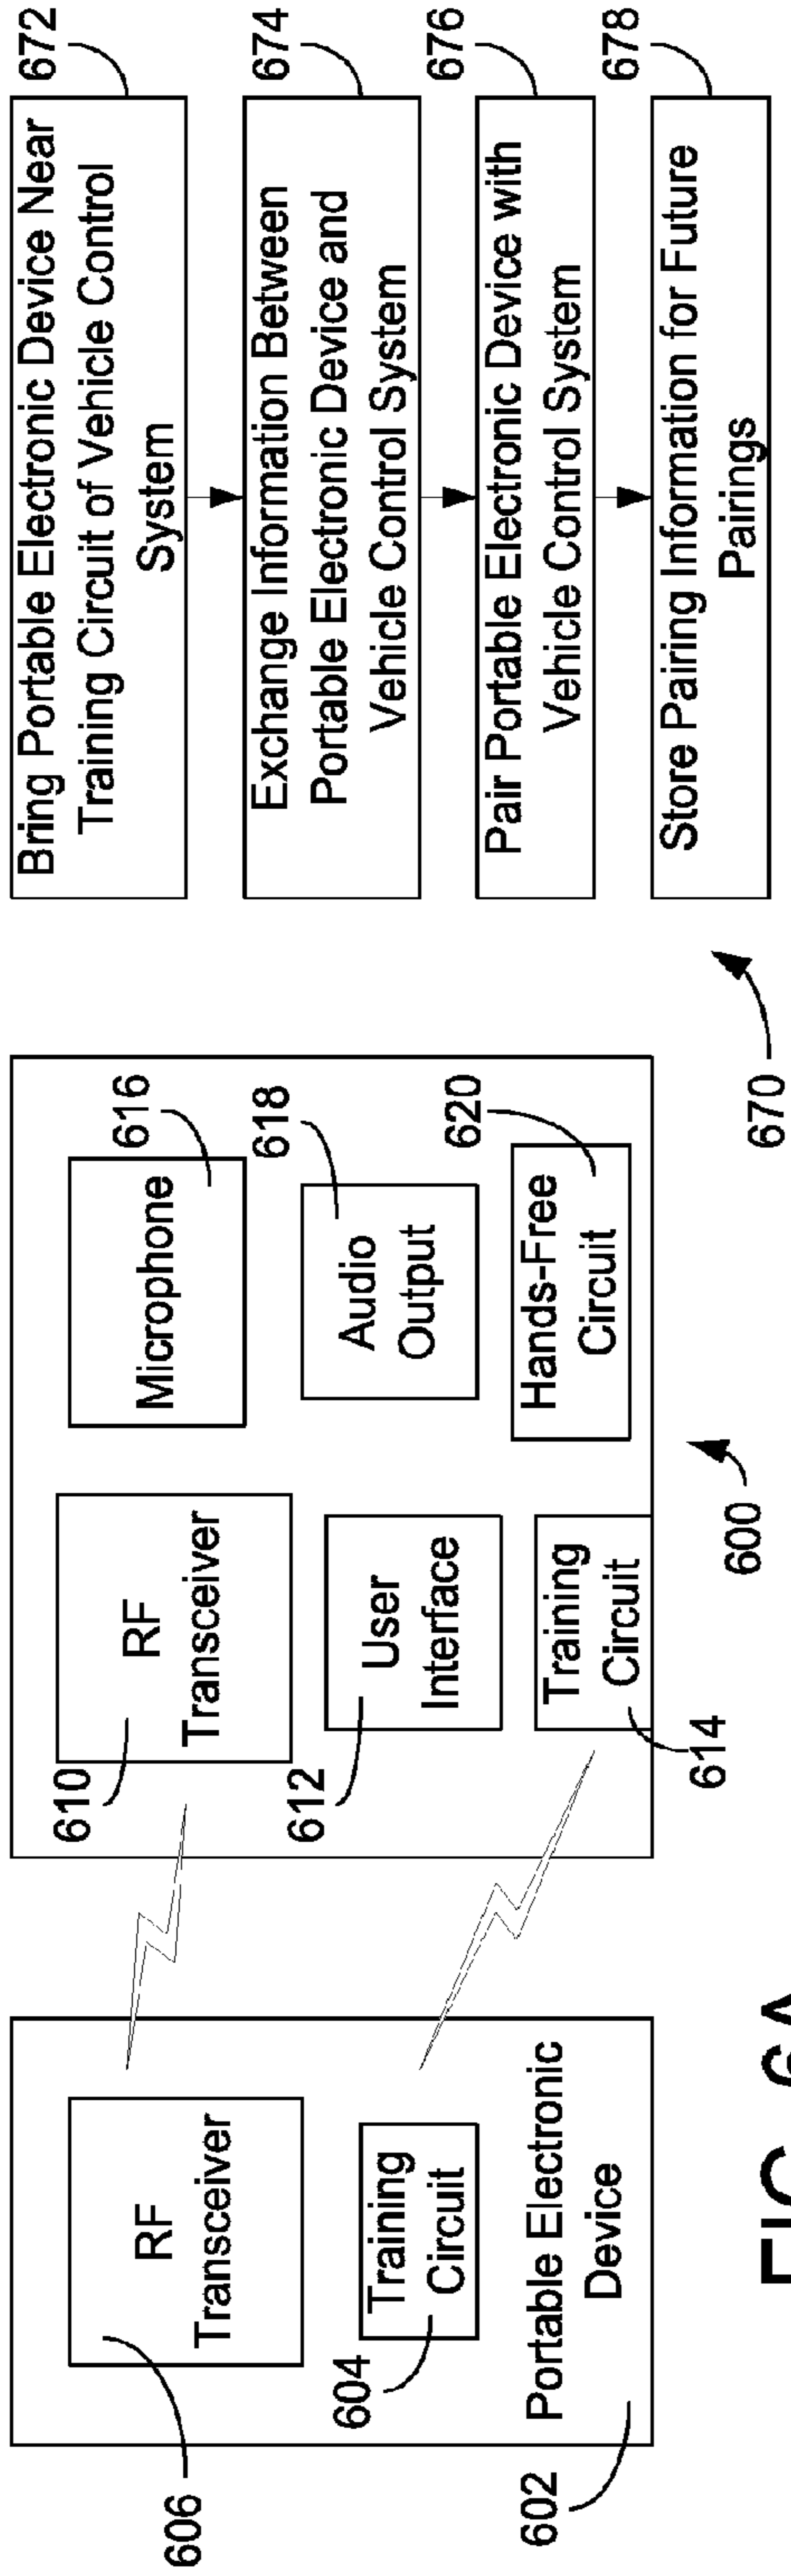 606
RF
Transceiver
604
Training
Circuit
Portable Electronic
Device
602
610
RF
Transceiver
Microphone
616
612
User
Interface
Audio
Output
618
Training
Circuit
614
Hands-Free
Circuit
620
600
Bring Portable Electronic Device Near
Training Circuit of Vehicle Control
System
672
Exchange Information Between
Portable Electronic Device and
Vehicle Control System
674
Pair Portable Electronic Device with
Vehicle Control System
676
Store Pairing Information for Future
Pairings
678
670
FIG. 6A